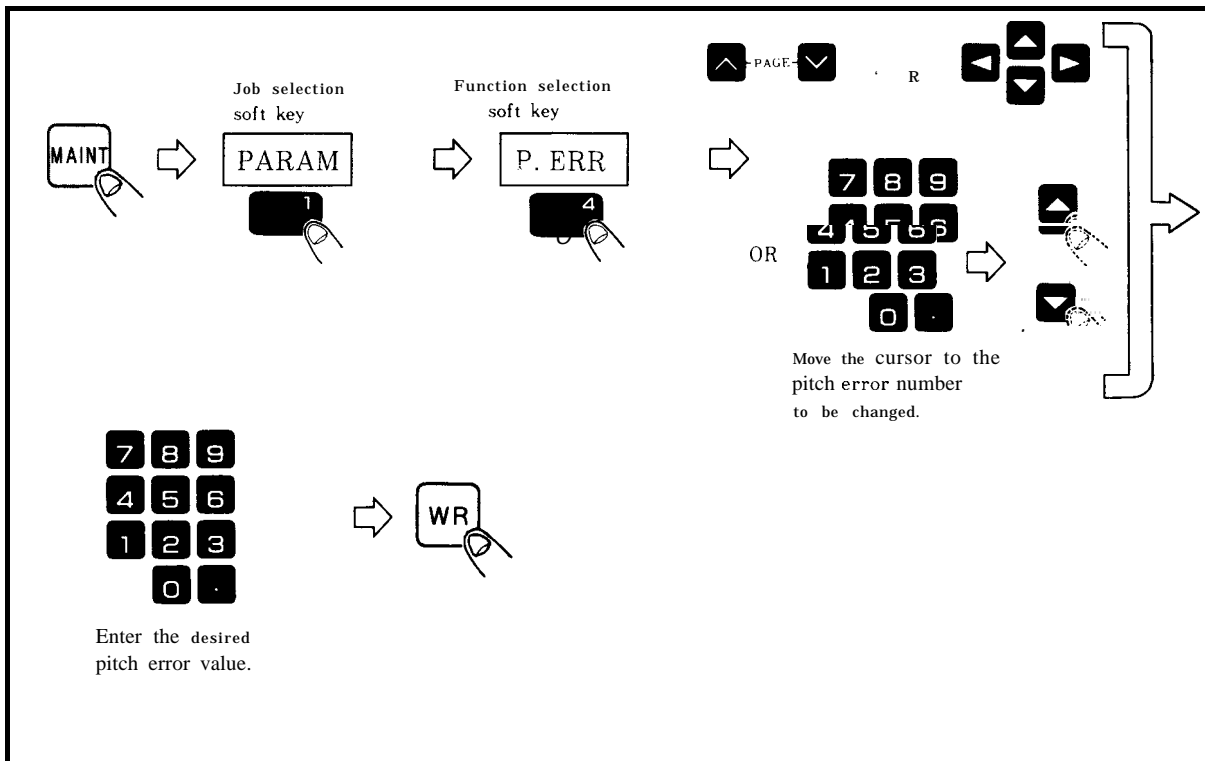 PAGE
R
Job selection
soft key
Function selection
soft key
MAINT
PARAM
P. ERR
1
4
7 8 9
4 5 6
OR
1 2 3
0 .
Move the cursor to the
pitch error number
to be changed.
7 8 9
4 5 6
1 2 3
0 .
WR
Enter the desired
pitch error value.